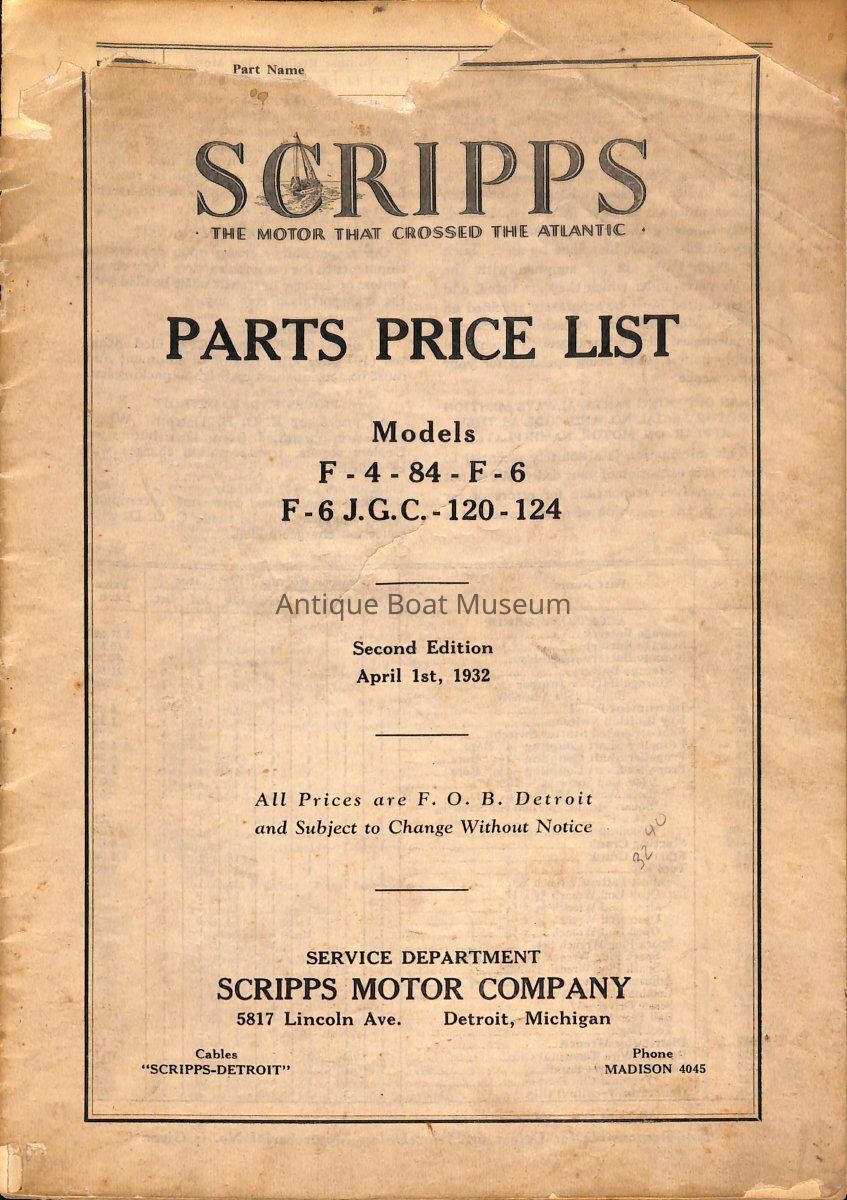 Part Name
SCRIPPS
· THE MOTOR THAT CROSSED THE ATLANTIC ·
PARTS PRICE LIST
Models
F - 4 - 84 - F - 6
F - 6 J.G.C. - 120 - 124
Antique Boat Museum
Second Edition
April 1st, 1932
All Prices are F. O. B. Detroit
and Subject to Change Without Notice
32 40
SERVICE DEPARTMENT
SCRIPPS MOTOR COMPANY
5817 Lincoln Ave. Detroit, Michigan
Cables Phone
"SCRIPPS-DETROIT" MADISON 4045